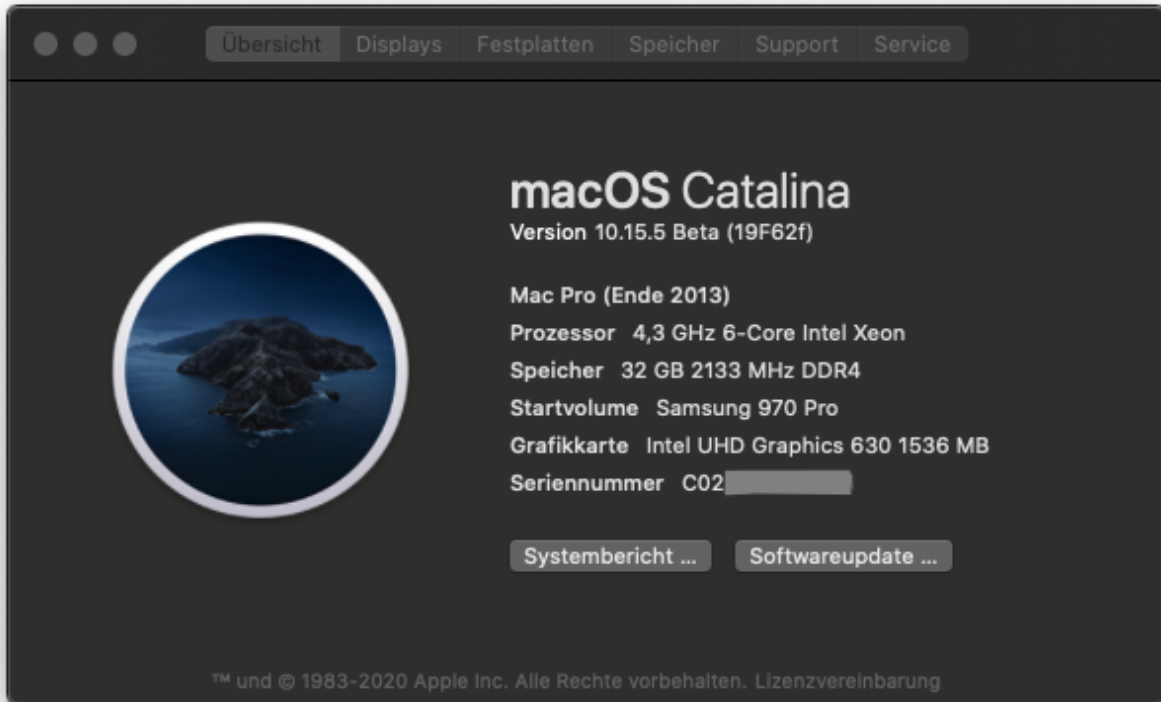 Übersicht Displays Festplatten Speicher Support Service
macOS Catalina
Version 10.15.5 Beta (19F62f)
Mac Pro (Ende 2013)
Prozessor 4,3 GHz 6-Core Intel Xeon
Speicher 32 GB 2133 MHz DDR4
Startvolume Samsung 970 Pro
Grafikkarte Intel UHD Graphics 630 1536 MB
Seriennummer C02
Systembericht ... Softwareupdate ...
™ und © 1983-2020 Apple Inc. Alle Rechte vorbehalten. Lizenzvereinbarung